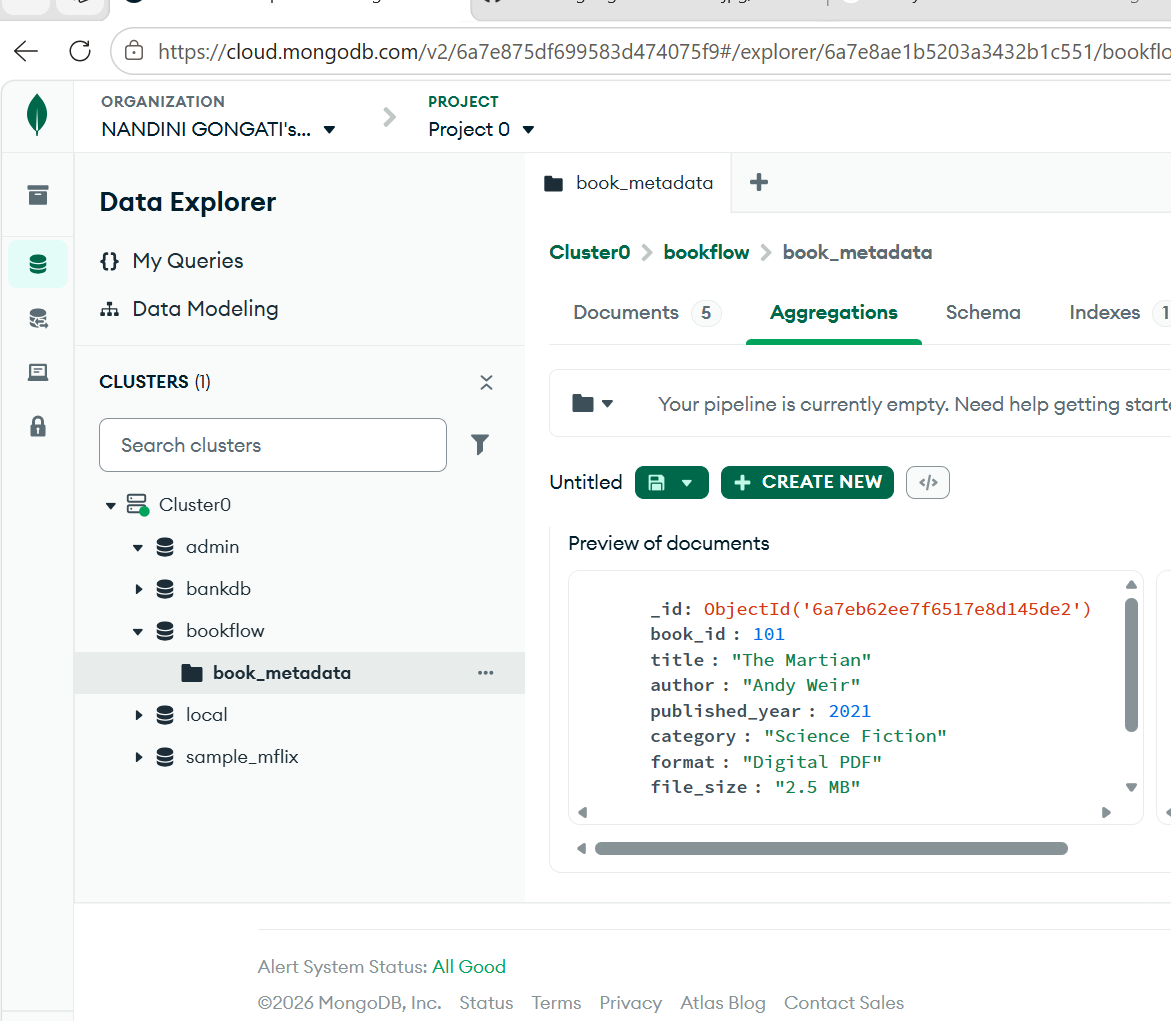 https://cloud.mongodb.com/v2/6a7e875df699583d474075f9#/explorer/6a7e8ae1b5203a3432b1c551/bookflo
ORGANIZATION
NANDINI GONGATI's...
PROJECT
Project 0
Data Explorer
My Queries
Data Modeling
CLUSTERS (1)
Search clusters
Cluster0
admin
bankdb
bookflow
book_metadata
local
sample_mflix
book_metadata
Cluster0 > bookflow > book_metadata
Documents 5 Aggregations Schema Indexes 1
Your pipeline is currently empty. Need help getting starte
Untitled CREATE NEW </>
Preview of documents
_id: ObjectId('6a7eb62ee7f6517e8d145de2')
book_id : 101
title : "The Martian"
author : "Andy Weir"
published_year : 2021
category : "Science Fiction"
format : "Digital PDF"
file_size : "2.5 MB"
Alert System Status: All Good
©2026 MongoDB, Inc. Status Terms Privacy Atlas Blog Contact Sales